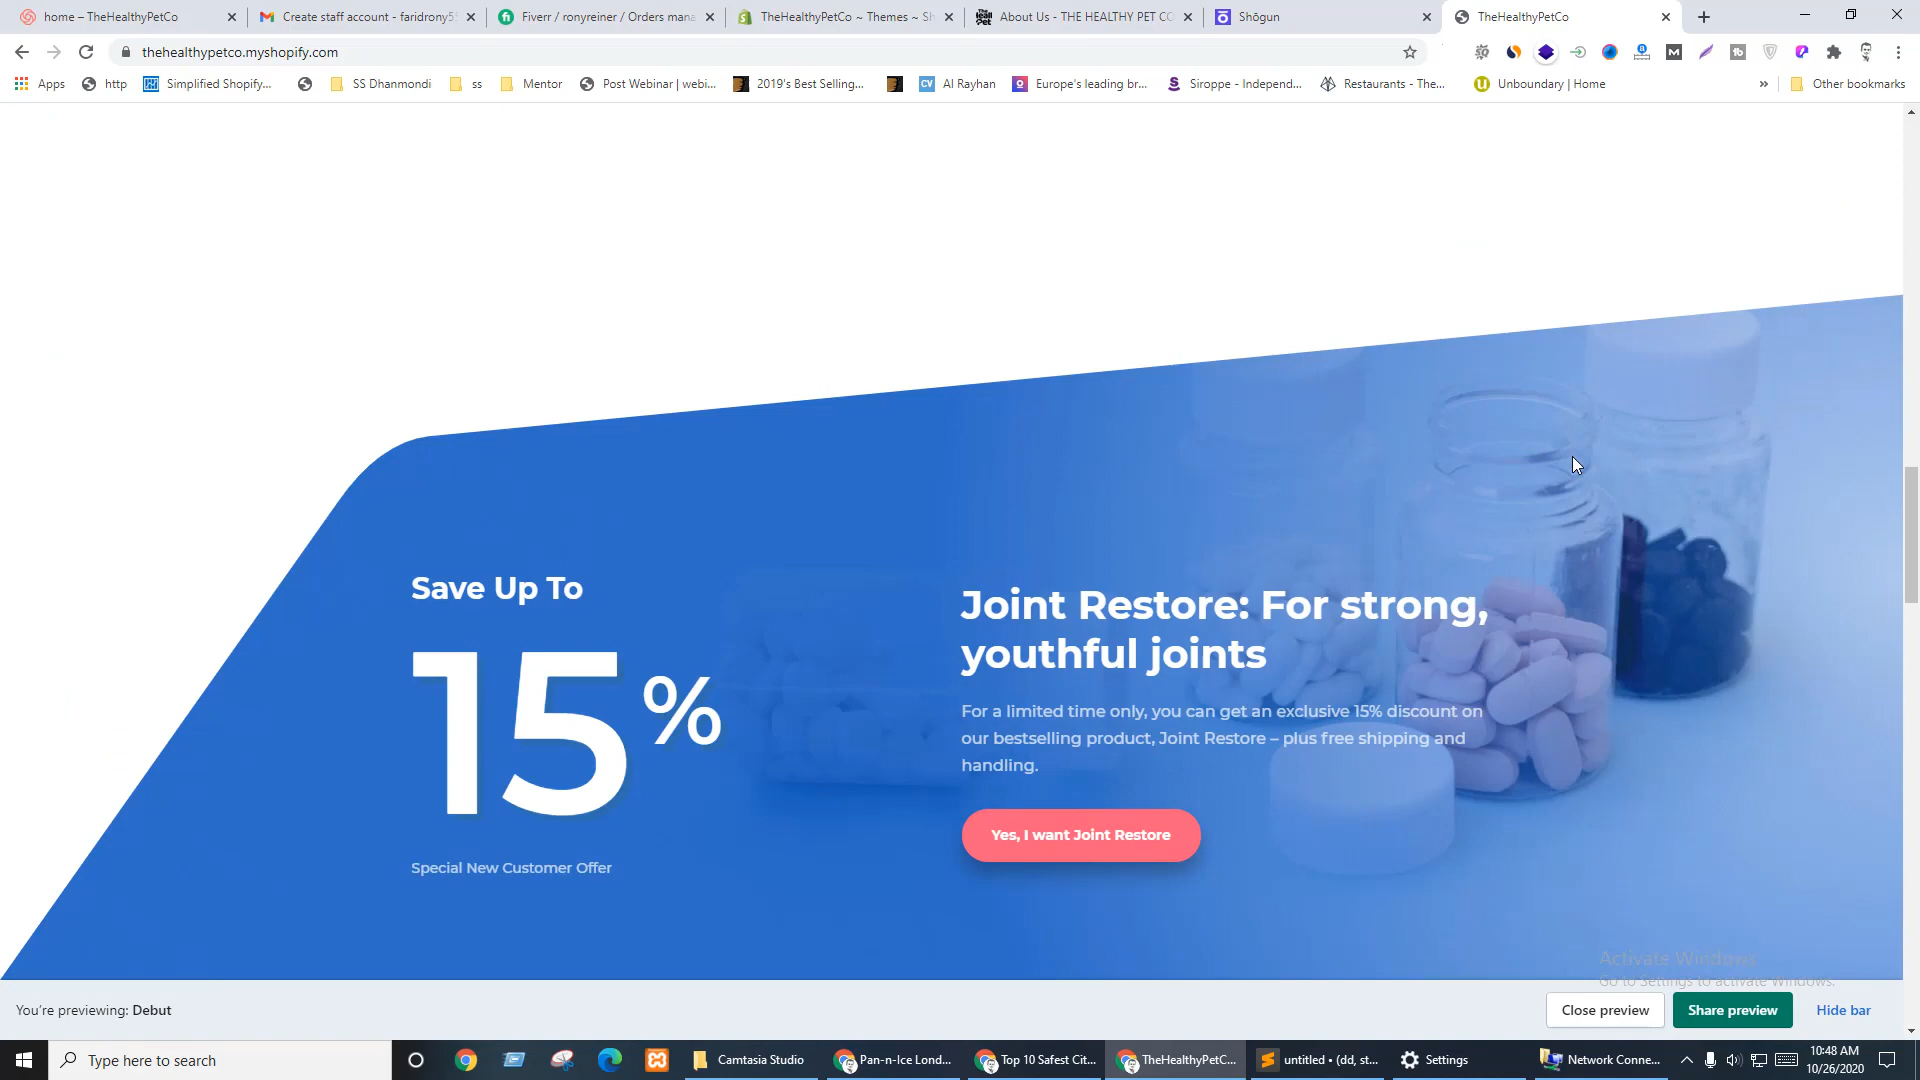 home – TheHealthyPetCo
Create staff account - faridrony5
Fiverr / ronyreiner / Orders mana
TheHealthyPetCo ~ Themes ~ Sh
About Us - THE HEALTHY PET CO
Shōgun
TheHealthyPetCo
thehealthypetco.myshopify.com
Apps
http
Simplified Shopify...
SS Dhanmondi
ss
Mentor
Post Webinar | webi...
2019's Best Selling...
CV
Al Rayhan
Europe's leading br...
Siroppe - Independ...
Restaurants - The...
Unboundary | Home
»
Other bookmarks
Save Up To
15%
Special New Customer Offer
Joint Restore: For strong,
youthful joints
For a limited time only, you can get an exclusive 15% discount on
our bestselling product, Joint Restore – plus free shipping and
handling.
Yes, I want Joint Restore
Activate Windows
Go to Settings to activate Windows.
You're previewing: Debut
Close preview
Share preview
Hide bar
Type here to search
Camtasia Studio
Pan-n-Ice Lond...
Top 10 Safest Cit...
TheHealthyPetC...
untitled • (dd, st...
Settings
Network Conne...
10:48 AM
10/26/2020